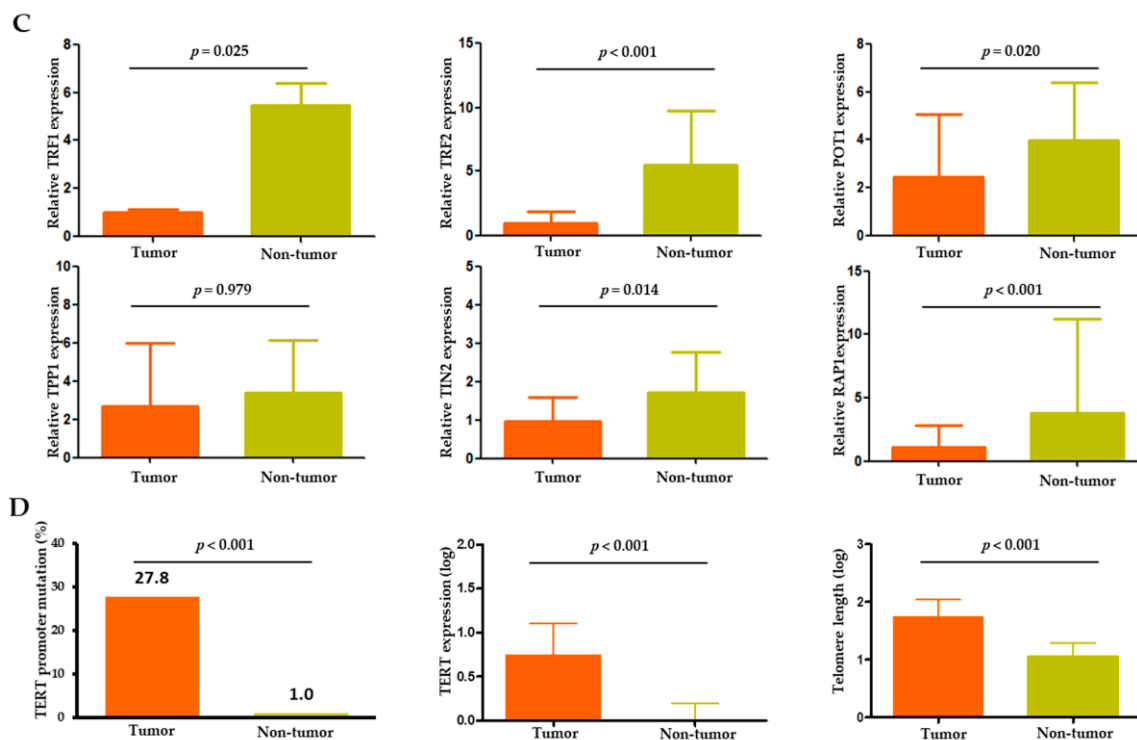 C
p = 0.025
Relative TRF1 expression
8
6
4
2
0
Tumor
Non-tumor
p < 0.001
Relative TRF2 expression
15
10
5
0
Tumor
Non-tumor
p = 0.020
Relative POT1 expression
8
6
4
2
0
Tumor
Non-tumor
p = 0.979
Relative TPP1 expression
10
8
6
4
2
0
Tumor
Non-tumor
p = 0.014
Relative TIN2 expression
5
4
3
2
1
0
Tumor
Non-tumor
p < 0.001
Relative RAP1expression
15
10
5
0
Tumor
Non-tumor
D
p < 0.001
TERT promoter mutation (%)
40
30
20
10
0
27.8
1.0
Tumor
Non-tumor
p < 0.001
TERT expression (log)
2.0
1.5
1.0
0.5
0.0
Tumor
Non-tumor
p < 0.001
Telomere length (log)
3
2
1
0
Tumor
Non-tumor